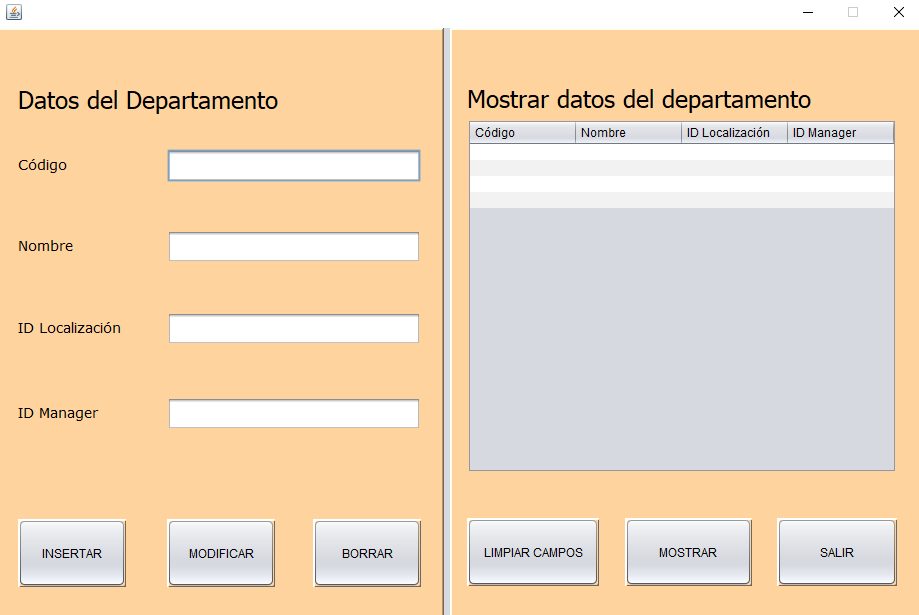 Datos del Departamento
Código
Nombre
ID Localización
ID Manager
INSERTAR MODIFICAR BORRAR
Mostrar datos del departamento
Código Nombre ID Localización ID Manager
LIMPIAR CAMPOS MOSTRAR SALIR